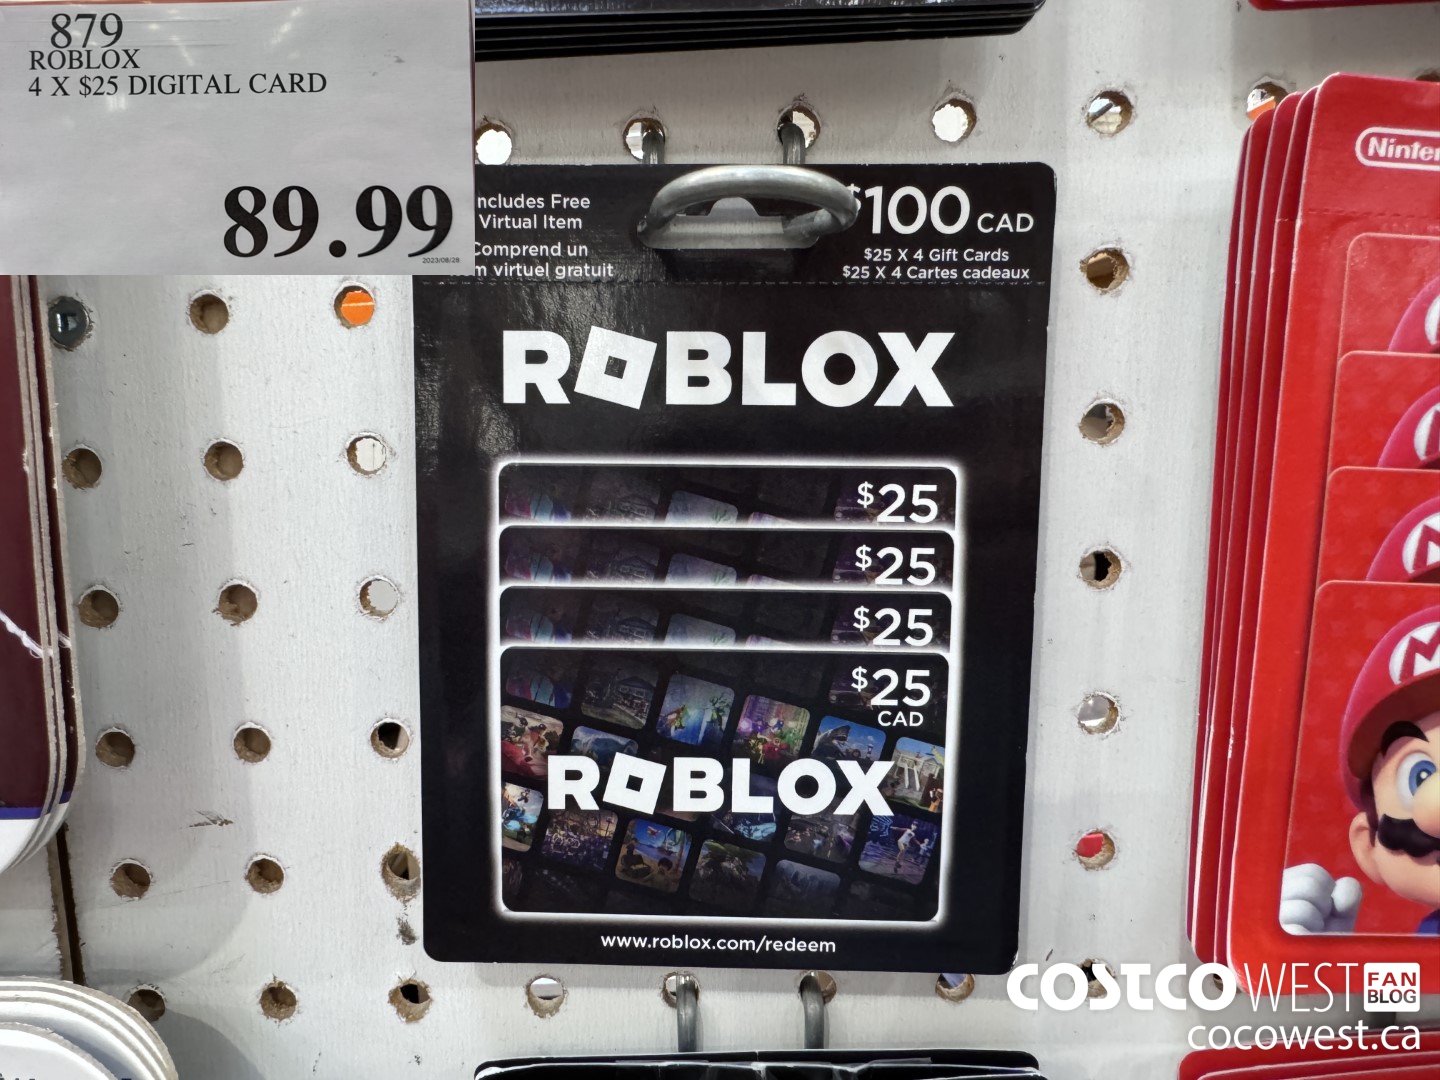 879
ROBLOX
4 X $25 DIGITAL CARD
89.99
2023/08/28
ncludes Free
Virtual Item
Comprend un
m virtuel gratuit
$100 CAD
$25 X 4 Gift Cards
$25 X 4 Cartes cadeaux
ROBLOX
$25
$25
$25
$25
CAD
ROBLOX
www.roblox.com/redeem
Ninten
COSTCO WEST FAN BLOG
cocowest.ca